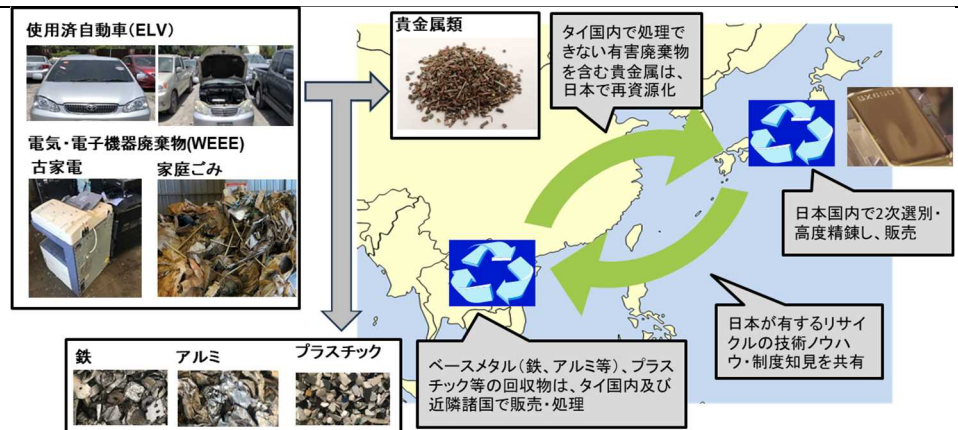 使用済自動車(ELV)
電気・電子機器廃棄物(WEEE)
古家電 家庭ごみ
貴金属類
タイ国内で処理で
きない有害廃棄物
を含む貴金属は、
日本で再資源化
日本国内で2次選別・
高度精錬し、販売
日本が有するリサイ
クルの技術ノウハ
ウ・制度知見を共有
ベースメタル(鉄、アルミ等)、プラス
チック等の回収物は、タイ国内及び
近隣諸国で販売・処理
鉄 アルミ プラスチック